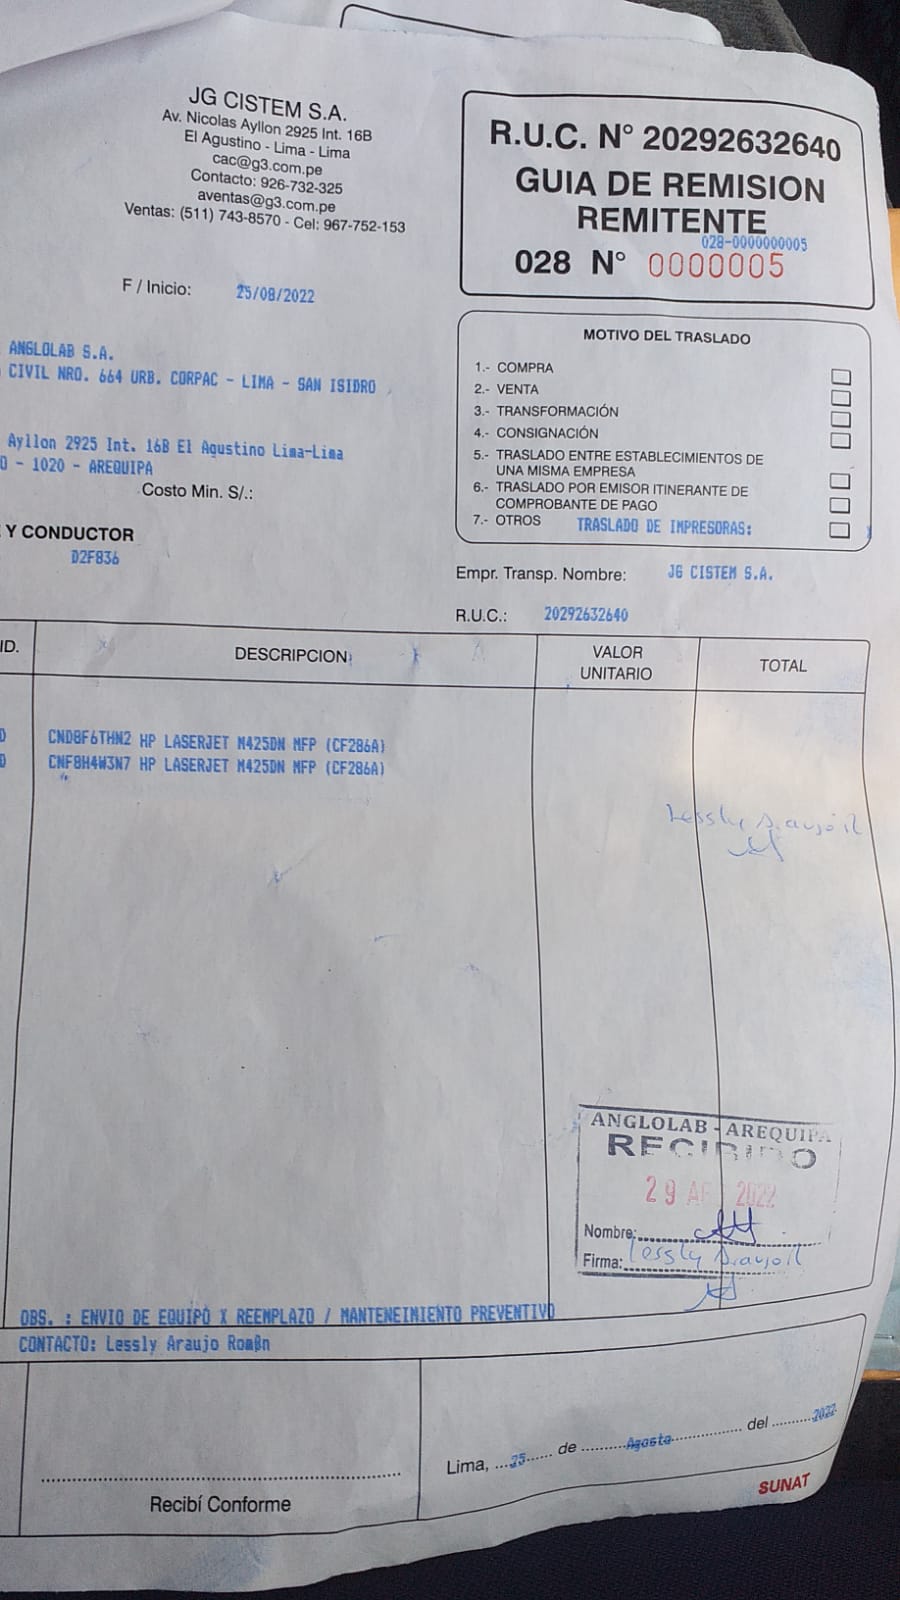 JG CISTEM S.A.
Av. Nicolas Ayllon 2925 Int. 16B
El Agustino - Lima - Lima
cac@g3.com.pe
Contacto: 926-732-325
aventas@g3.com.pe
Ventas: (511) 743-8570 - Cel: 967-752-153
R.U.C. N° 20292632640
GUIA DE REMISION
REMITENTE
028-0000000005
028 N° 0000005
F / Inicio: 25/08/2022
ANGLOLAB S.A.
CIVIL NRO. 664 URB. CORPAC - LIMA - SAN ISIDRO
Ayllon 2925 Int. 16B El Agustino Lima-Lima
O - 1020 - AREQUIPA
Costo Min. S/.:
MOTIVO DEL TRASLADO
1.- COMPRA
2.- VENTA
3.- TRANSFORMACIÓN
4.- CONSIGNACIÓN
5.- TRASLADO ENTRE ESTABLECIMIENTOS DE
UNA MISMA EMPRESA
6.- TRASLADO POR EMISOR ITINERANTE DE
COMPROBANTE DE PAGO
7.- OTROS TRASLADO DE IMPRESORAS:
Y CONDUCTOR
D2F836
Empr. Transp. Nombre: JG CISTEM S.A.
R.U.C.: 20292632640
ID. DESCRIPCION VALOR UNITARIO TOTAL
D CND8F6THN2 HP LASERJET M425DN MFP (CF286A)
D CNF8H4W3N7 HP LASERJET M425DN MFP (CF286A)
Lessly
ANGLOLAB - AREQUIPA
RECIBIDO
29 2022
Nombre:
Firma: Lessly
OBS. : ENVIO DE EQUIPO X REEMPLAZO / MANTENEIMIENTO PREVENTIVO
CONTACTO: Lessly Araujo
Lima, 25 de Agosto del 2022
Recibí Conforme
SUNAT